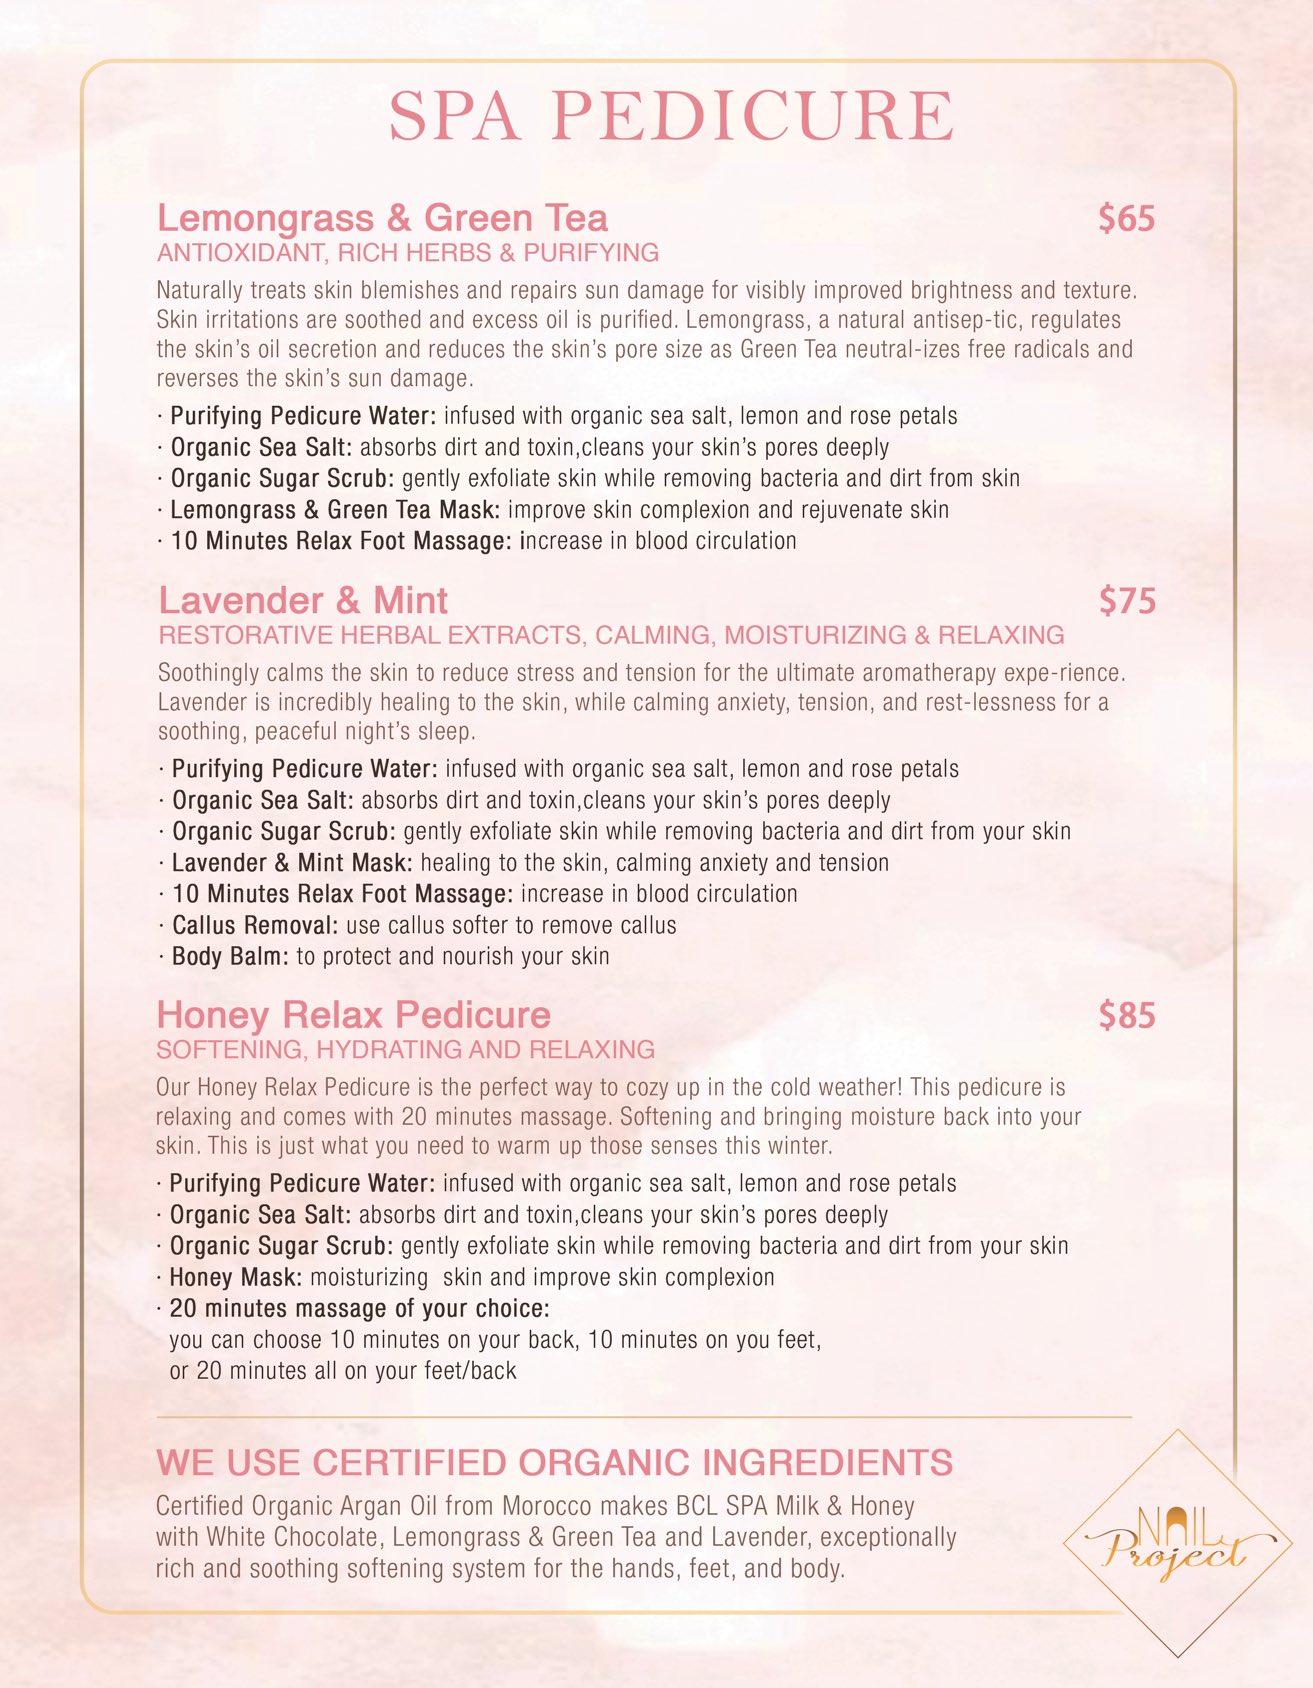 SPA PEDICURE
Lemongrass & Green Tea $65
ANTIOXIDANT, RICH HERBS & PURIFYING
Naturally treats skin blemishes and repairs sun damage for visibly improved brightness and texture.
Skin irritations are soothed and excess oil is purified. Lemongrass, a natural antisep-tic, regulates
the skin's oil secretion and reduces the skin's pore size as Green Tea neutral-izes free radicals and
reverses the skin's sun damage.
· Purifying Pedicure Water: infused with organic sea salt, lemon and rose petals
· Organic Sea Salt: absorbs dirt and toxin,cleans your skin's pores deeply
· Organic Sugar Scrub: gently exfoliate skin while removing bacteria and dirt from skin
· Lemongrass & Green Tea Mask: improve skin complexion and rejuvenate skin
· 10 Minutes Relax Foot Massage: increase in blood circulation
Lavender & Mint $75
RESTORATIVE HERBAL EXTRACTS, CALMING, MOISTURIZING & RELAXING
Soothingly calms the skin to reduce stress and tension for the ultimate aromatherapy expe-rience.
Lavender is incredibly healing to the skin, while calming anxiety, tension, and rest-lessness for a
soothing, peaceful night's sleep.
· Purifying Pedicure Water: infused with organic sea salt, lemon and rose petals
· Organic Sea Salt: absorbs dirt and toxin,cleans your skin's pores deeply
· Organic Sugar Scrub: gently exfoliate skin while removing bacteria and dirt from your skin
· Lavender & Mint Mask: healing to the skin, calming anxiety and tension
· 10 Minutes Relax Foot Massage: increase in blood circulation
· Callus Removal: use callus softer to remove callus
· Body Balm: to protect and nourish your skin
Honey Relax Pedicure $85
SOFTENING, HYDRATING AND RELAXING
Our Honey Relax Pedicure is the perfect way to cozy up in the cold weather! This pedicure is
relaxing and comes with 20 minutes massage. Softening and bringing moisture back into your
skin. This is just what you need to warm up those senses this winter.
· Purifying Pedicure Water: infused with organic sea salt, lemon and rose petals
· Organic Sea Salt: absorbs dirt and toxin,cleans your skin's pores deeply
· Organic Sugar Scrub: gently exfoliate skin while removing bacteria and dirt from your skin
· Honey Mask: moisturizing skin and improve skin complexion
· 20 minutes massage of your choice:
you can choose 10 minutes on your back, 10 minutes on you feet,
or 20 minutes all on your feet/back
WE USE CERTIFIED ORGANIC INGREDIENTS
Certified Organic Argan Oil from Morocco makes BCL SPA Milk & Honey
with White Chocolate, Lemongrass & Green Tea and Lavender, exceptionally
rich and soothing softening system for the hands, feet, and body.
NAIL
Project